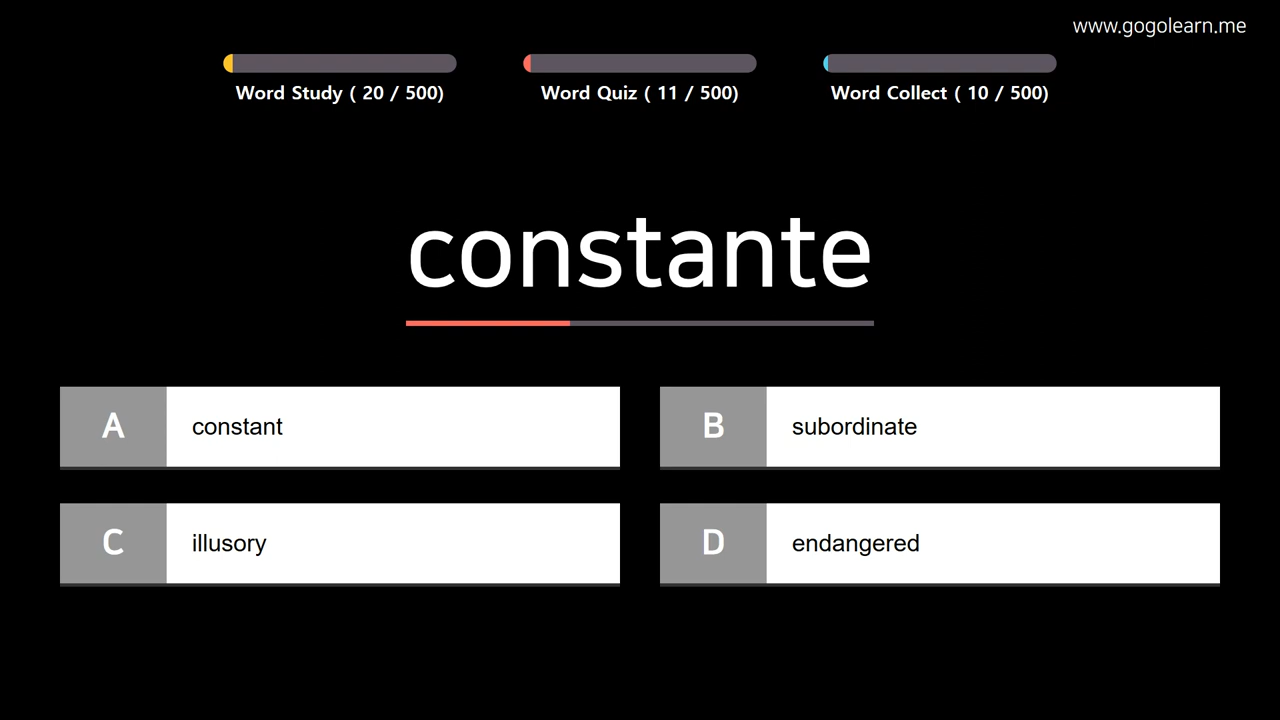 www.gogolearn.me
Word Study ( 20 / 500)
Word Quiz ( 11 / 500)
Word Collect ( 10 / 500)
constante
A constant
B subordinate
C illusory
D endangered